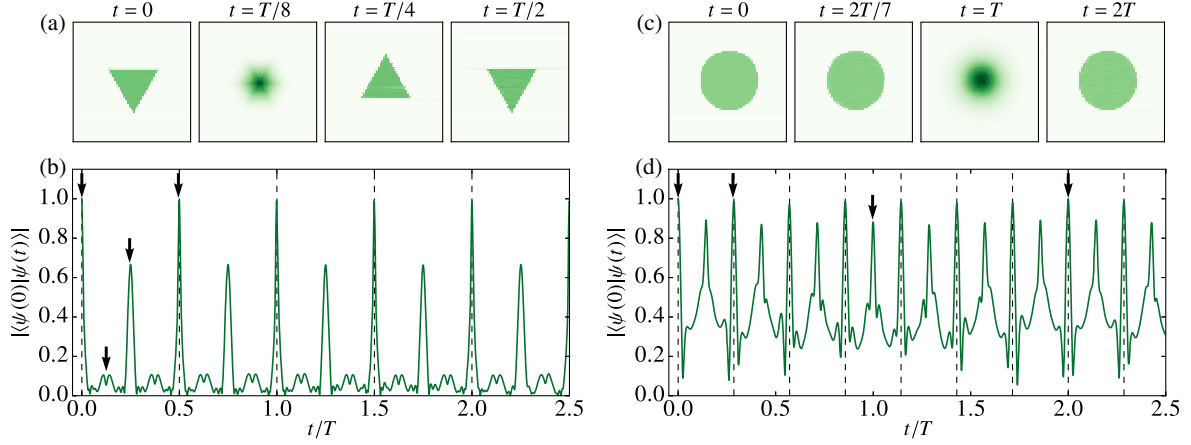 (a) t = 0 t = T/8 t = T/4 t = T/2
(b)
|⟨ψ(0)|ψ(t)⟩|
1.0
0.8
0.6
0.4
0.2
0.0
0.0 0.5 1.0 1.5 2.0 2.5
t/T
(c) t = 0 t = 2T/7 t = T t = 2T
(d)
|⟨ψ(0)|ψ(t)⟩|
1.0
0.8
0.6
0.4
0.2
0.0
0.0 0.5 1.0 1.5 2.0 2.5
t/T